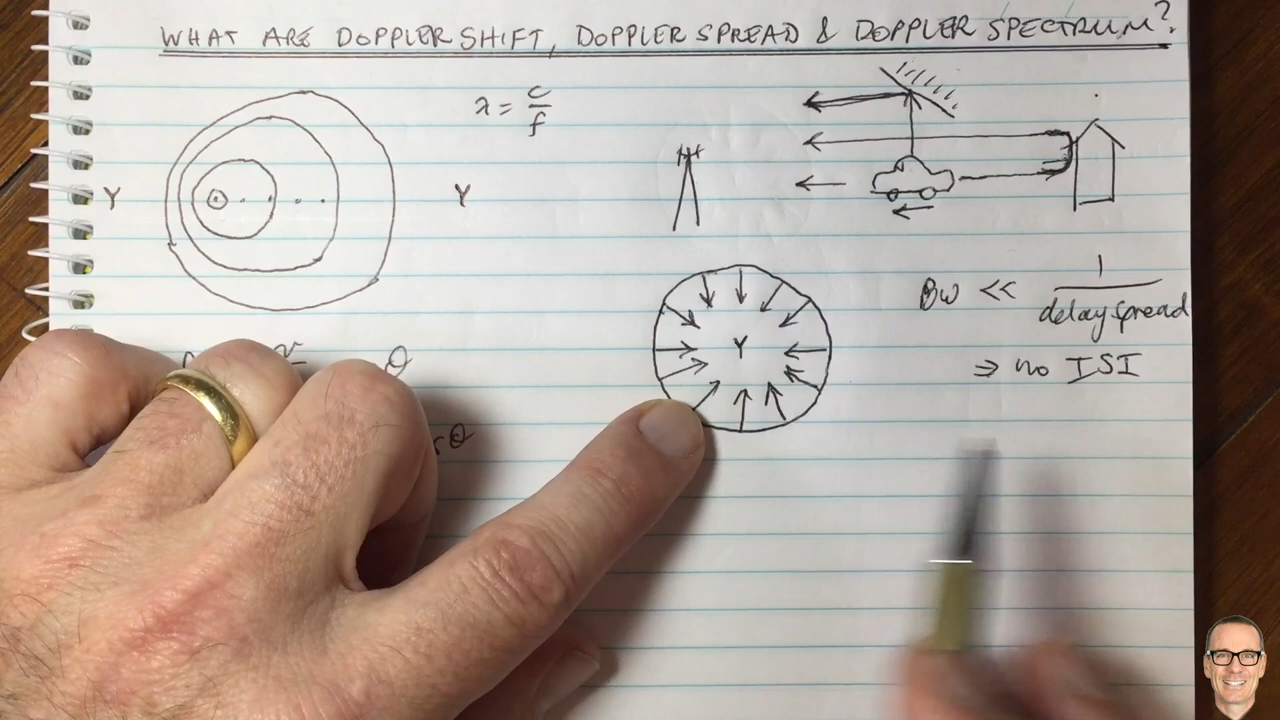 WHAT ARE DOPPLER SHIFT, DOPPLER SPREAD & DOPPLER SPECTRUM?
λ = c/f
Y Y
Y
BW << 1/delay spread
⇒ no ISI
v θ
θ